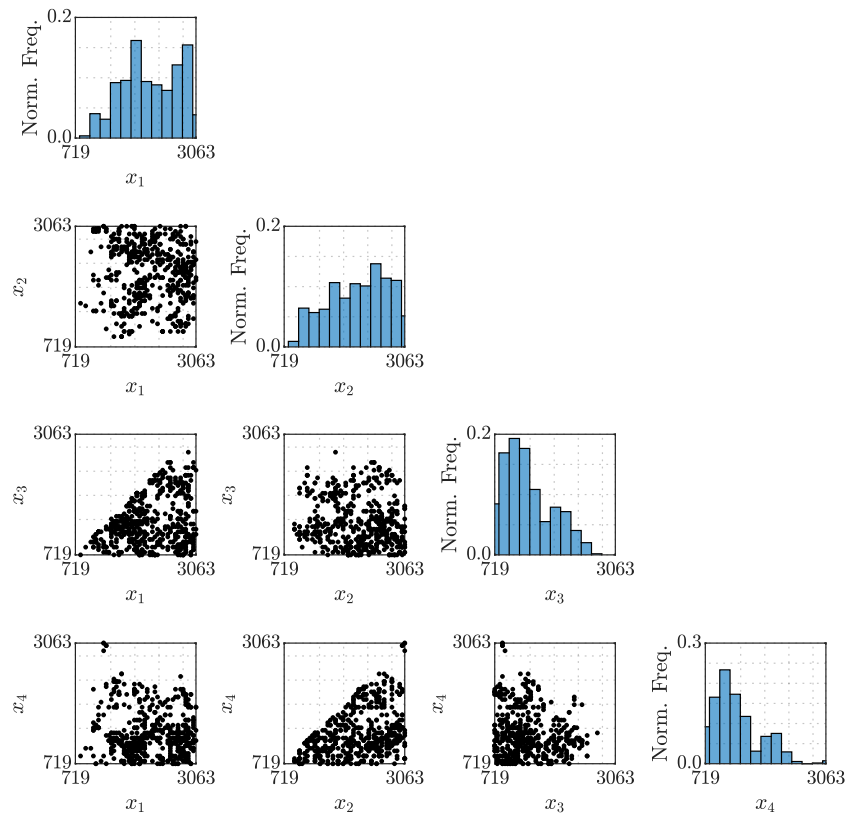 0.2
Norm. Freq.
0.0
719 3063
x₁
3063 0.2
x₂ Norm. Freq.
719 0.0
719 3063 719 3063
x₁ x₂
3063 3063 0.2
x₃ x₃ Norm. Freq.
719 719 0.0
719 3063 719 3063 719 3063
x₁ x₂ x₃
3063 3063 3063 0.3
x₄ x₄ x₄ Norm. Freq.
719 719 719 0.0
719 3063 719 3063 719 3063 719 3063
x₁ x₂ x₃ x₄